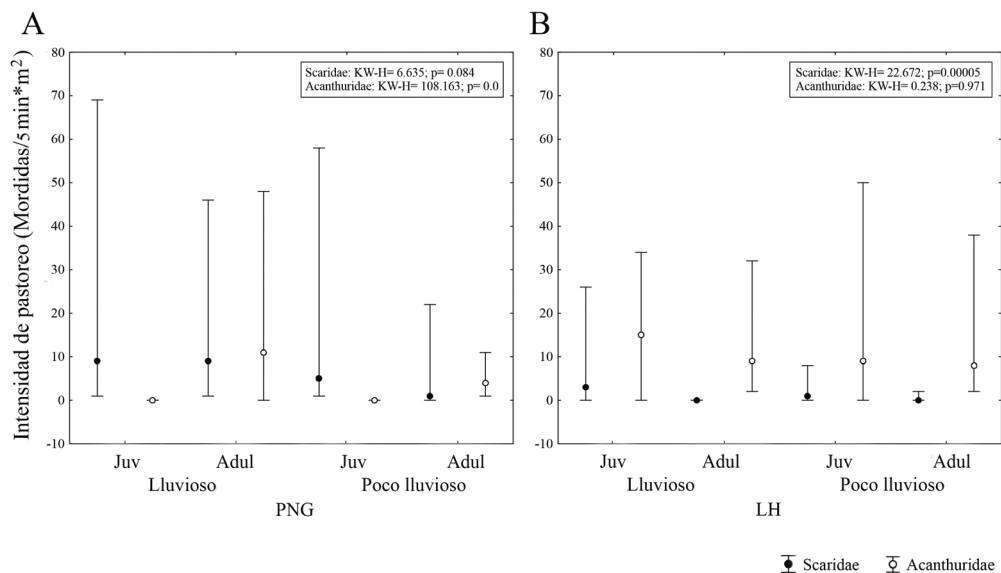 A
B
Intensidad de pastoreo (Mordidas/5 min*m²)
80
70
60
50
40
30
20
10
0
-10
Scaridae: KW-H= 6.635; p= 0.084
Acanthuridae: KW-H= 108.163; p= 0.0
Juv Adul Juv Adul
Lluvioso Poco lluvioso
PNG
80
70
60
50
40
30
20
10
0
-10
Scaridae: KW-H= 22.672; p=0.00005
Acanthuridae: KW-H= 0.238; p=0.971
Juv Adul Juv Adul
Lluvioso Poco lluvioso
LH
Scaridae Acanthuridae